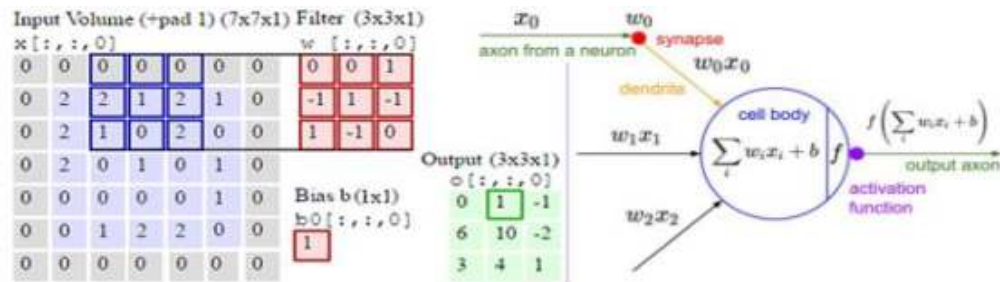 Input Volume (+pad 1) (7x7x1) Filter (3x3x1)
x[:,:,0]
w [:,:,0]
0 0 0 0 0 0 0
0 2 2 1 2 1 0
0 2 1 0 2 0 0
0 2 0 1 0 1 0
0 0 0 0 0 1 0
0 0 1 2 2 0 0
0 0 0 0 0 0 0
0 0 1
-1 1 -1
1 -1 0
Bias b(1x1)
b0[:,:,0]
1
Output (3x3x1)
o[:,:,0]
0 1 -1
6 10 -2
3 4 1
x₀
w₀
axon from a neuron
synapse
w₀x₀
dendrite
cell body
w₁x₁
∑ᵢ wᵢxᵢ + b
f
f(∑ᵢ wᵢxᵢ + b)
output axon
activation
function
w₂x₂